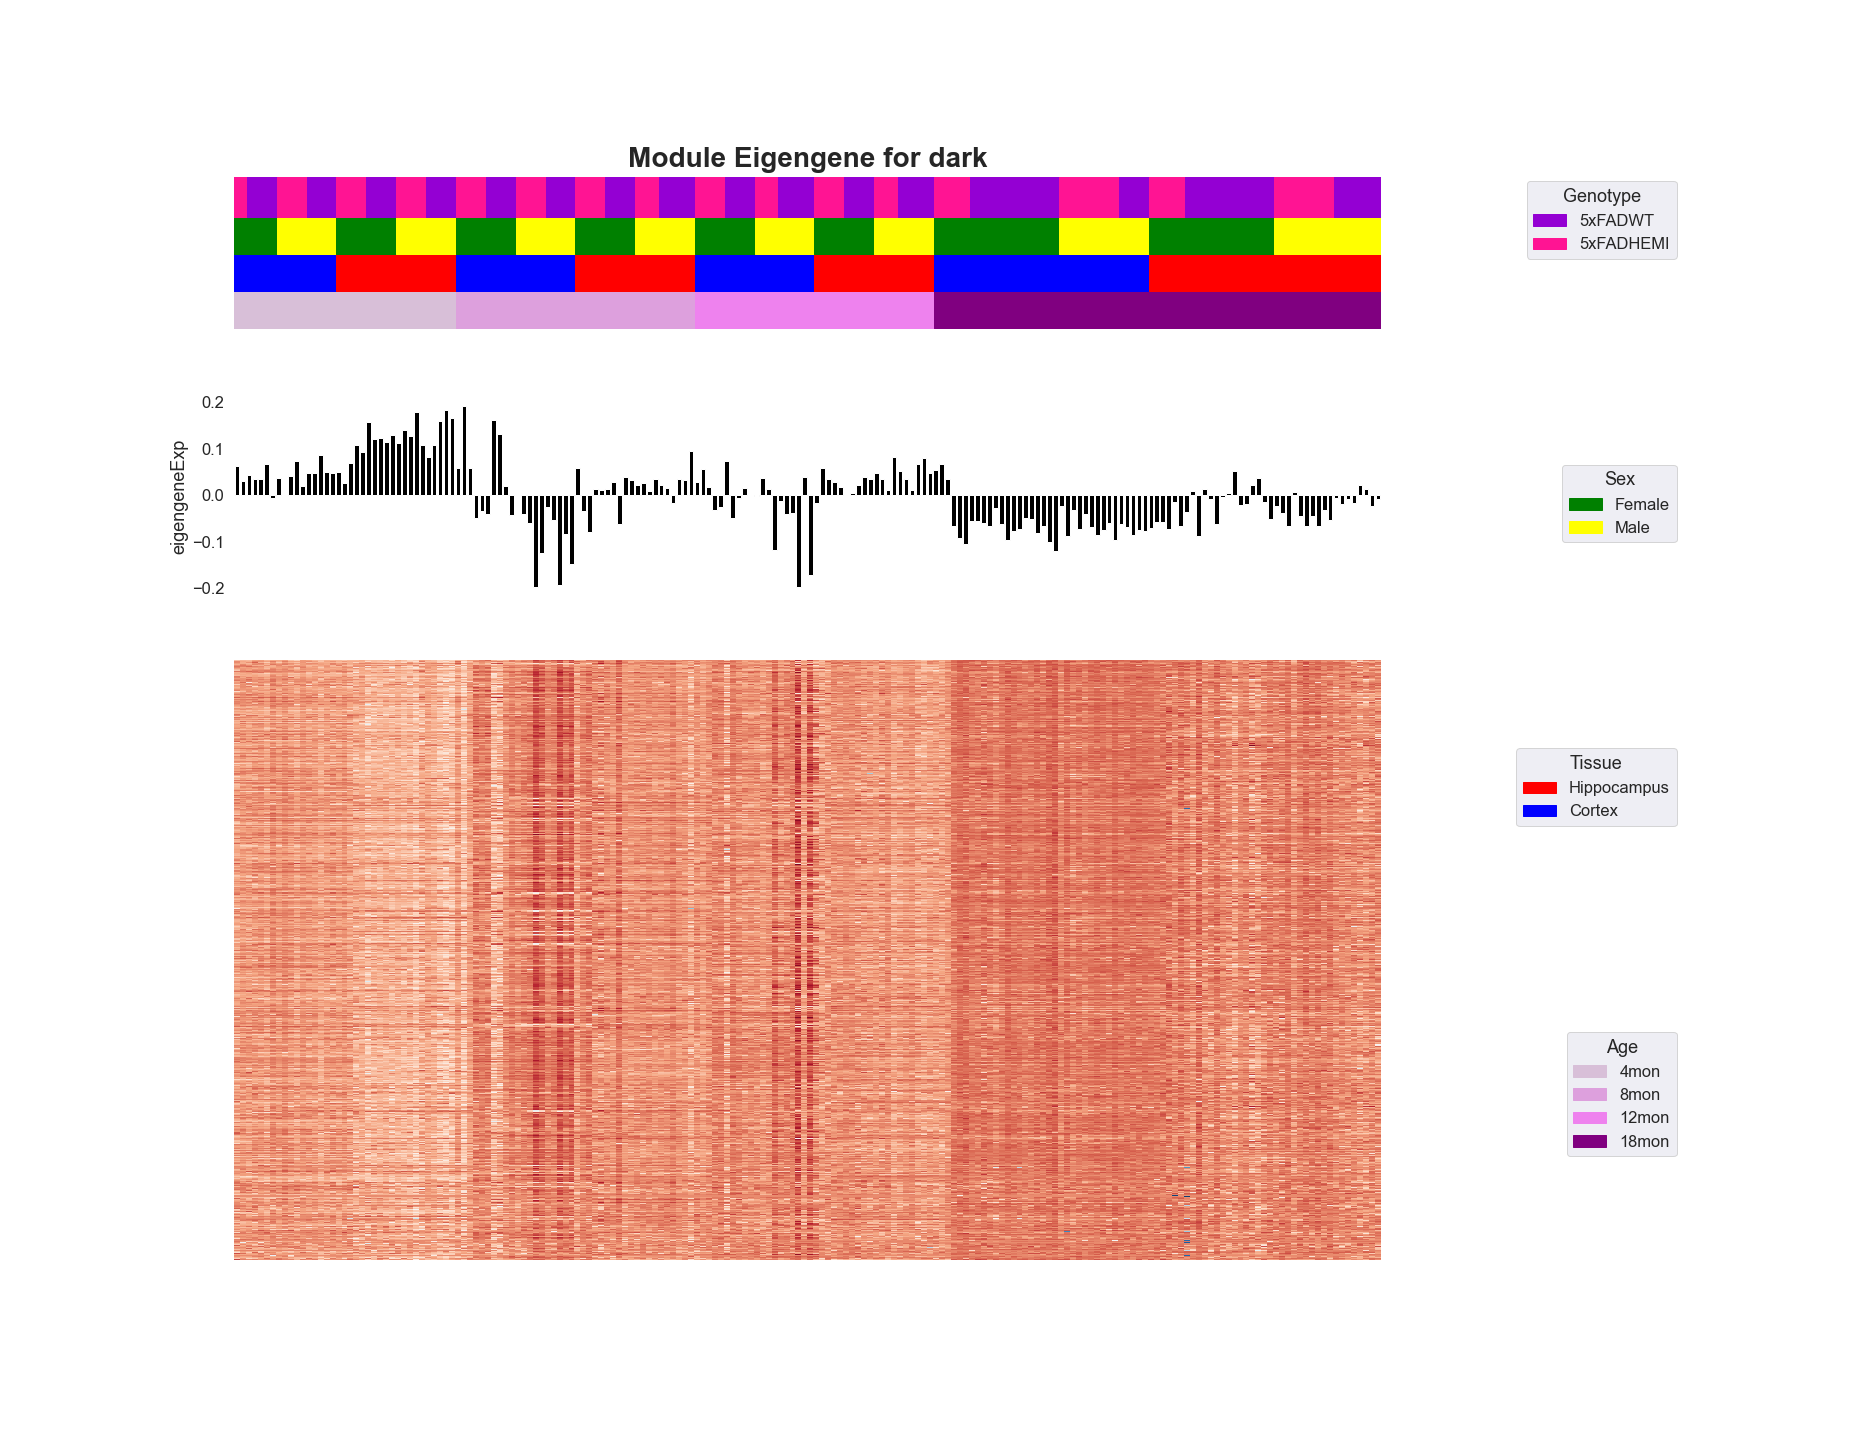 Module Eigengene for dark
Genotype
5xFADWT
5xFADHEMI
0.2
0.1
0.0
−0.1
−0.2
eigengeneExp
Sex
Female
Male
Tissue
Hippocampus
Cortex
Age
4mon
8mon
12mon
18mon